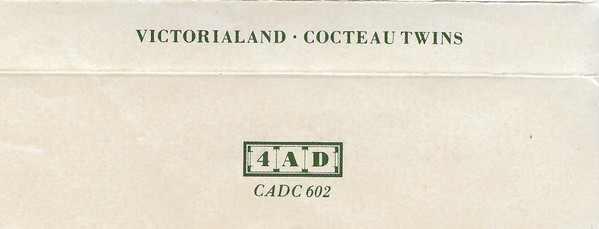 VICTORIALAND · COCTEAU TWINS
4AD
CADC 602